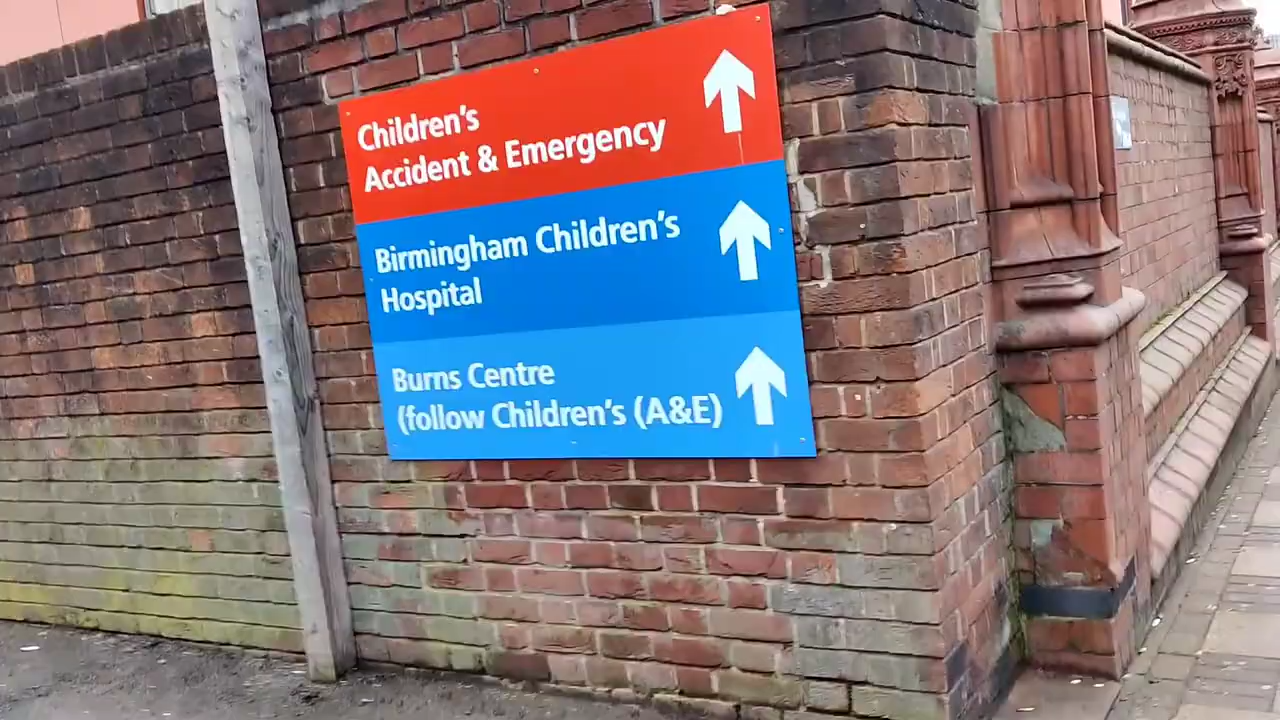 Children's
Accident & Emergency
Birmingham Children's
Hospital
Burns Centre
(follow Children's (A&E)